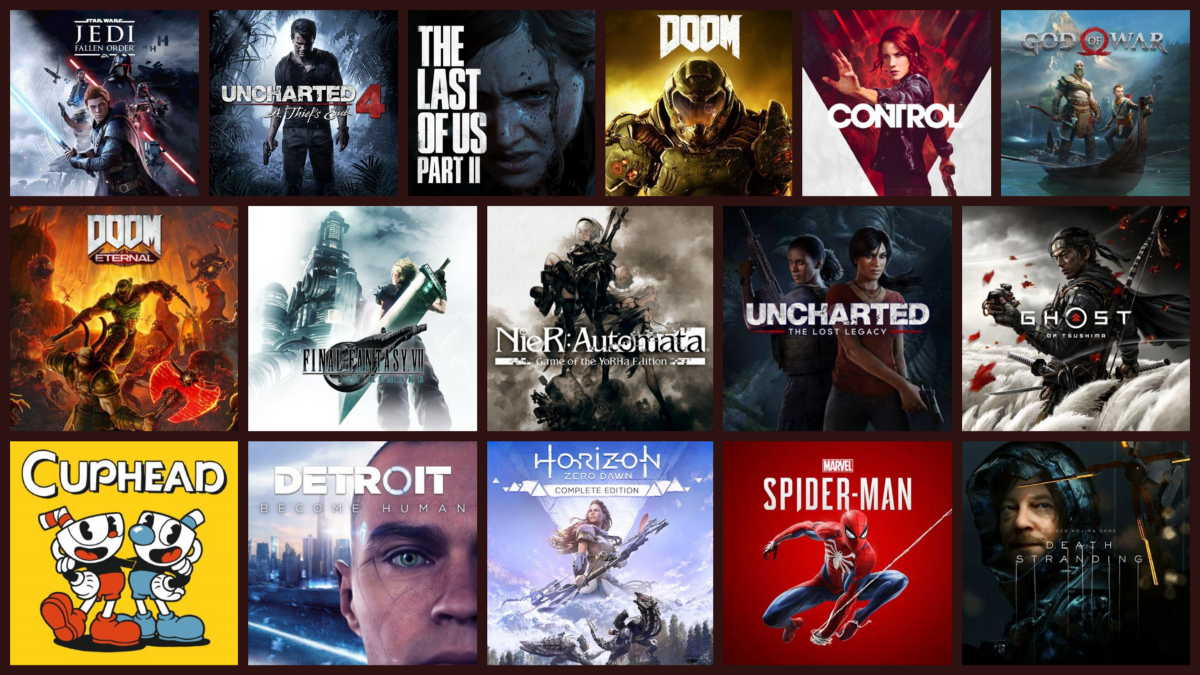 STAR WARS
JEDI
FALLEN ORDER
UNCHARTED 4
A Thief's End
THE
LAST
OF US
PART II
DOOM
CONTROL
GOD OF WAR
DOOM
ETERNAL
FINAL FANTASY VII
NieR:Automata
Game of the YoRHa Edition
UNCHARTED
THE LOST LEGACY
GHOST
OF TSUSHIMA
CUPHEAD
DETROIT
BECOME HUMAN
HORIZON
ZERO DAWN
COMPLETE EDITION
MARVEL
SPIDER-MAN
KOJIMA GAME
DEATH
STRANDING